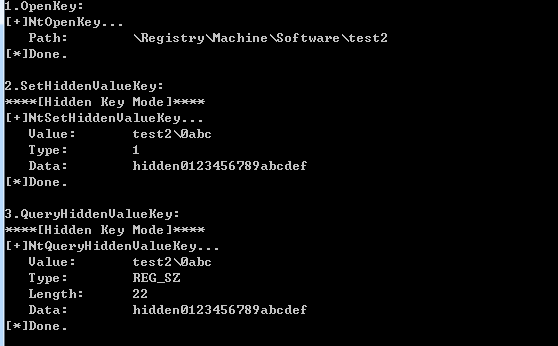 1.OpenKey:
[+]NtOpenKey...
Path: \Registry\Machine\Software\test2
[*]Done.
2.SetHiddenValueKey:
****[Hidden Key Mode]****
[+]NtSetHiddenValueKey...
Value: test2\0abc
Type: 1
Data: hidden0123456789abcdef
[*]Done.
3.QueryHiddenValueKey:
****[Hidden Key Mode]****
[+]NtQueryHiddenValueKey...
Value: test2\0abc
Type: REG_SZ
Length: 22
Data: hidden0123456789abcdef
[*]Done.